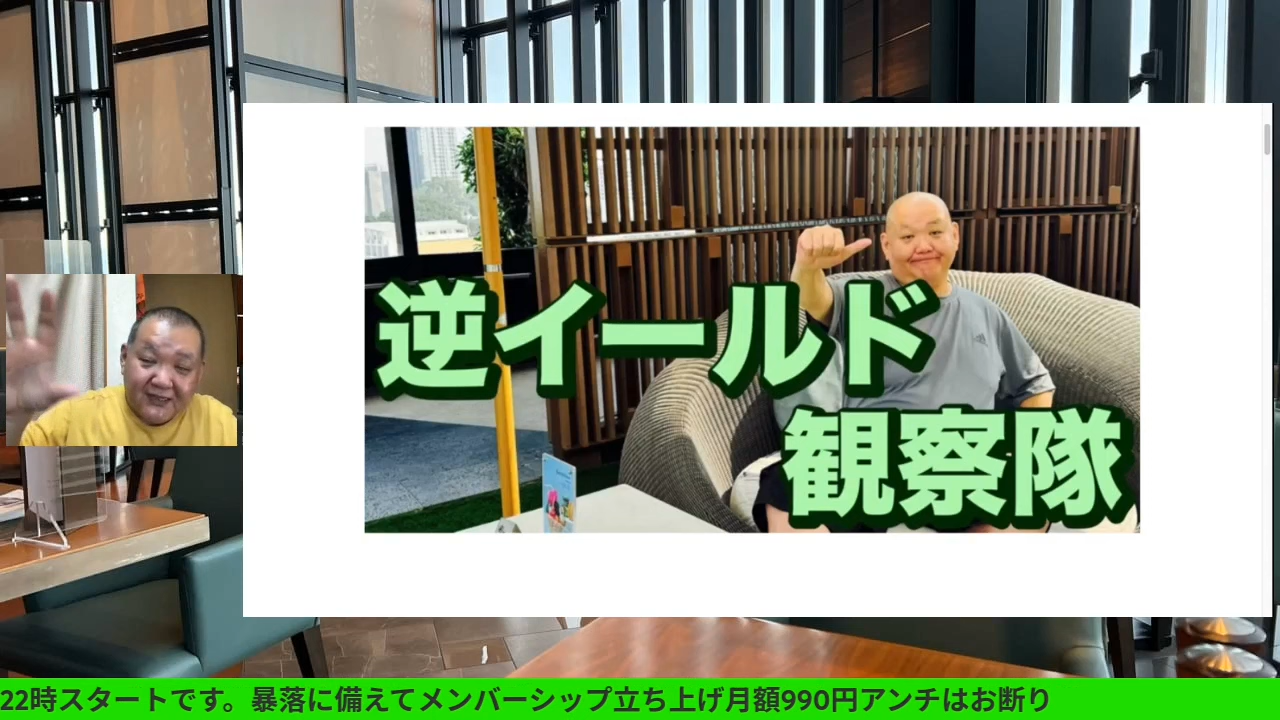 逆イールド
観察隊
22時スタートです。暴落に備えてメンバーシップ立ち上げ月額990円アンチはお断り